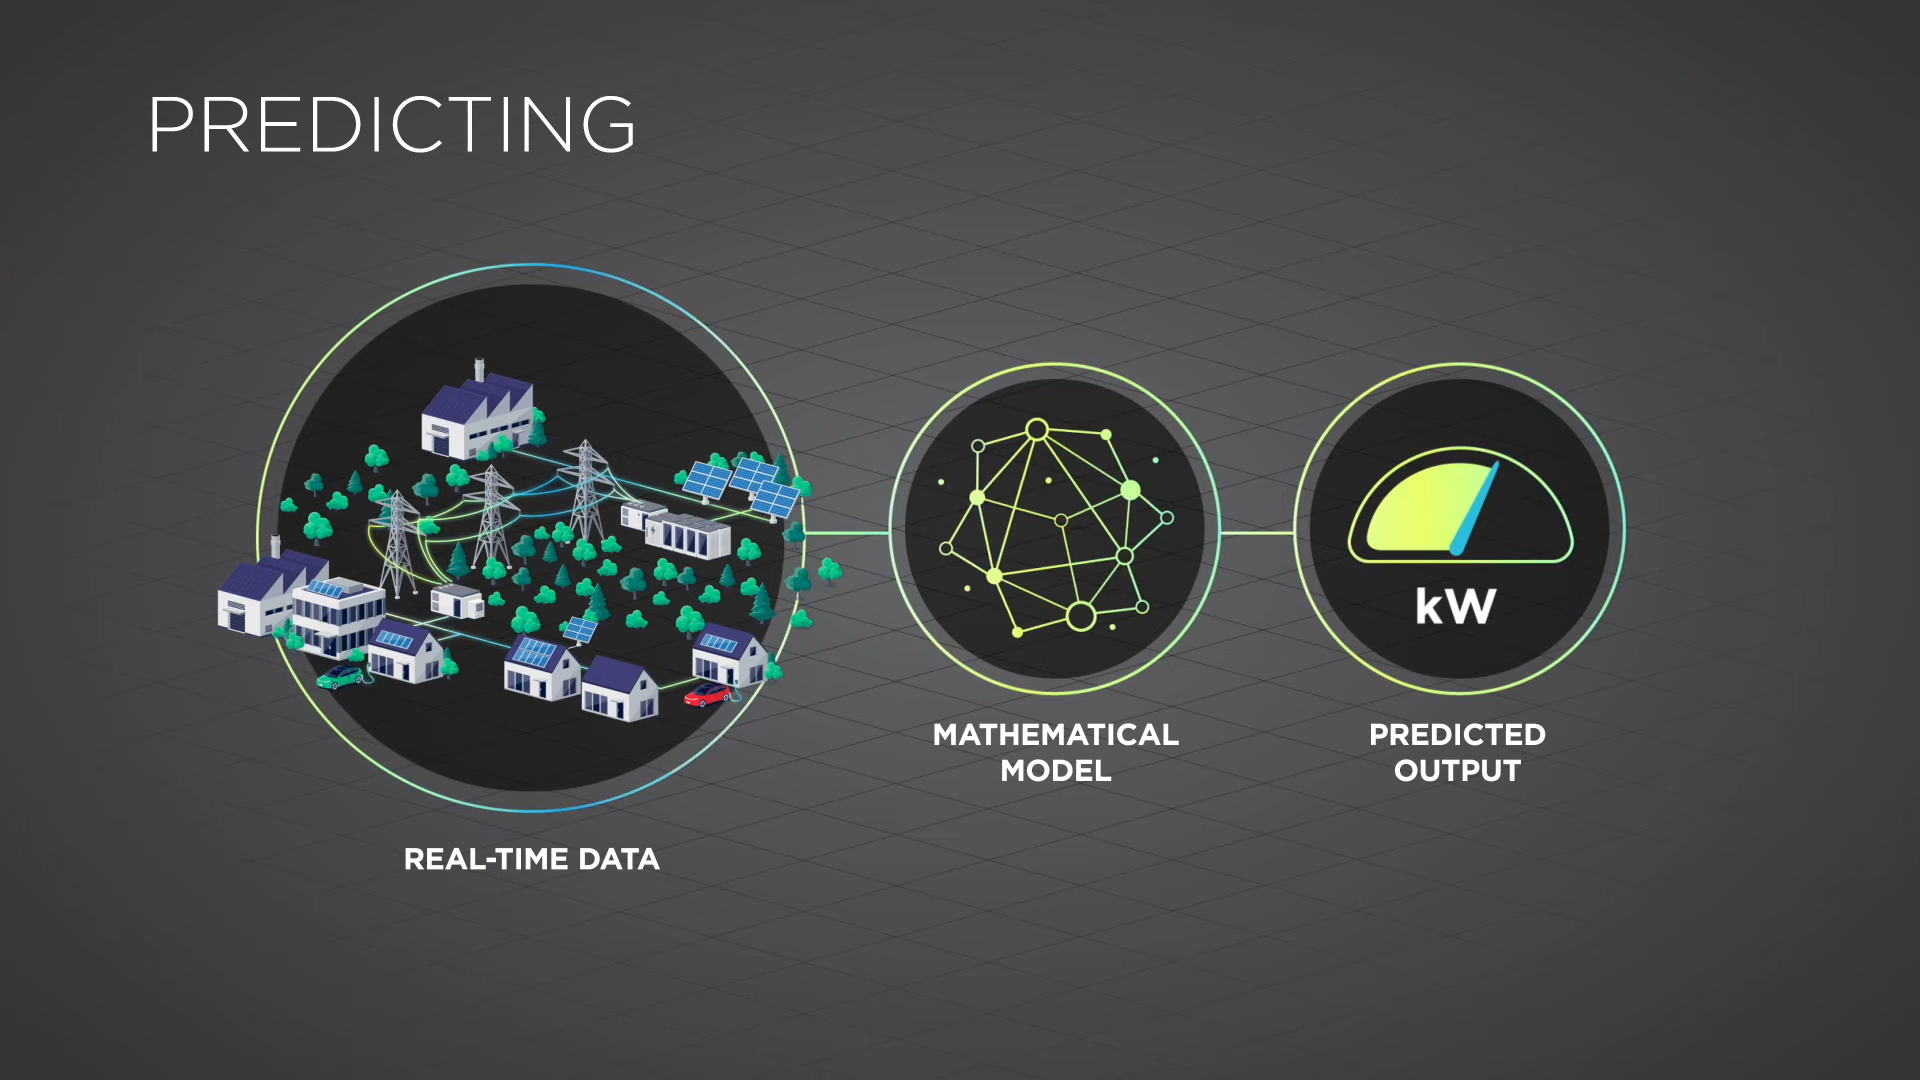 PREDICTING
REAL-TIME DATA
MATHEMATICAL
MODEL
kW
PREDICTED
OUTPUT